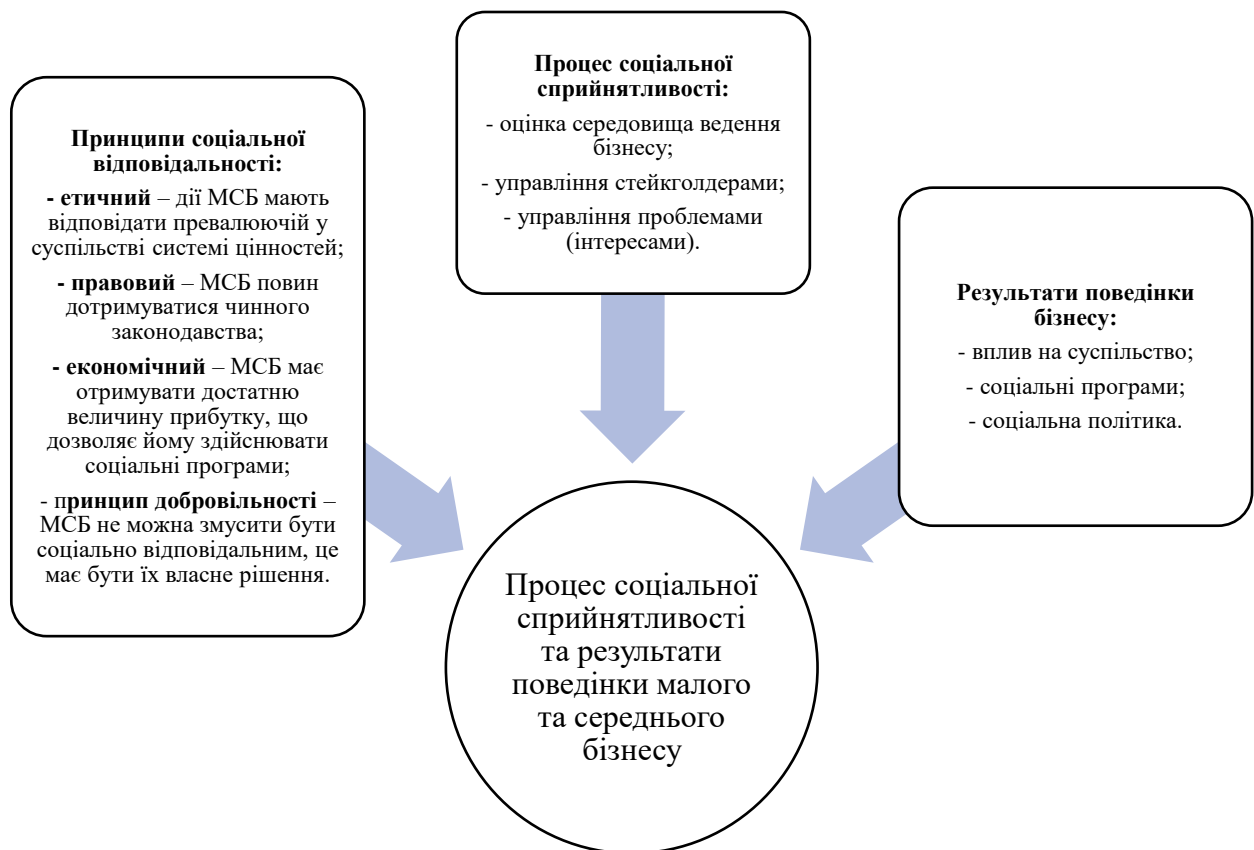 Принципи соціальної
відповідальності:
- етичний – дії МСБ мають
відповідати превалюючій у
суспільстві системі цінностей;
- правовий – МСБ повин
дотримуватися чинного
законодавства;
- економічний – МСБ має
отримувати достатню
величину прибутку, що
дозволяє йому здійснювати
соціальні програми;
- принцип добровільності –
МСБ не можна змусити бути
соціально відповідальним, це
має бути їх власне рішення.
Процес соціальної
сприйнятливості:
- оцінка середовища ведення
бізнесу;
- управління стейкголдерами;
- управління проблемами
(інтересами).
Результати поведінки
бізнесу:
- вплив на суспільство;
- соціальні програми;
- соціальна політика.
Процес соціальної
сприйнятливості
та результати
поведінки малого
та середнього
бізнесу